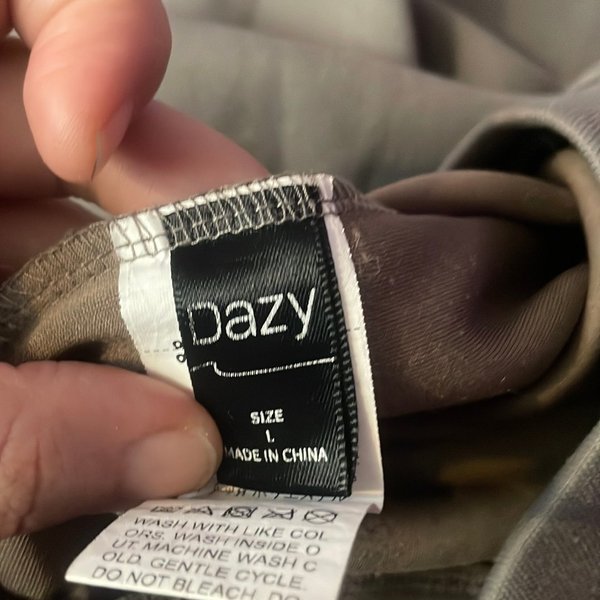 Dazy
SIZE
L
MADE IN CHINA
WASH WITH LIKE COL
ORS. WASH INSIDE O
UT. MACHINE WASH C
OLD. GENTLE CYCLE.
DO NOT BLEACH. DO